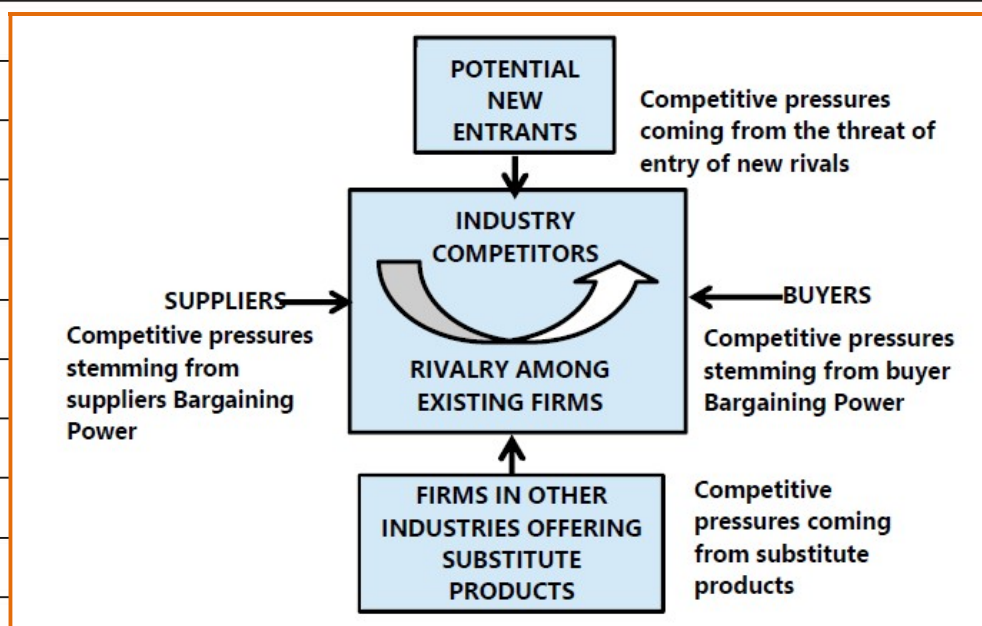 POTENTIAL
NEW
ENTRANTS
Competitive pressures
coming from the threat of
entry of new rivals
INDUSTRY
COMPETITORS
SUPPLIERS
Competitive pressures
stemming from
suppliers Bargaining
Power
BUYERS
Competitive pressures
stemming from buyer
Bargaining Power
RIVALRY AMONG
EXISTING FIRMS
FIRMS IN OTHER
INDUSTRIES OFFERING
SUBSTITUTE
PRODUCTS
Competitive
pressures coming
from substitute
products